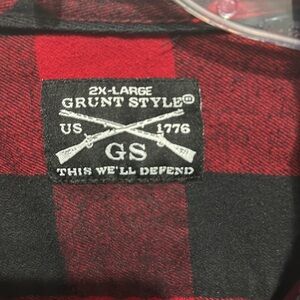 2X-LARGE
GRUNT STYLE®
US 1776
GS
THIS WE'LL DEFEND